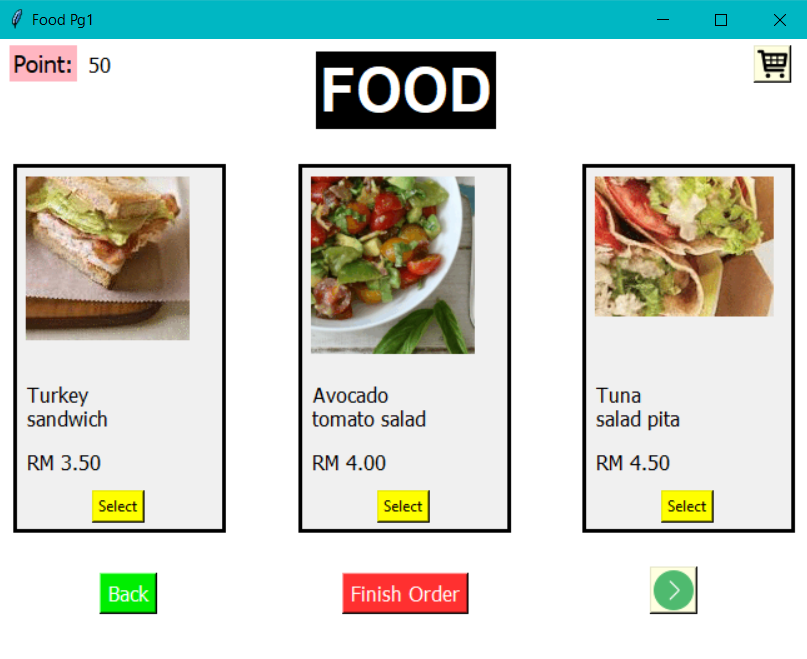 Food Pg1
Point: 50
FOOD
Turkey
sandwich
RM 3.50
Select
Avocado
tomato salad
RM 4.00
Select
Tuna
salad pita
RM 4.50
Select
Back
Finish Order